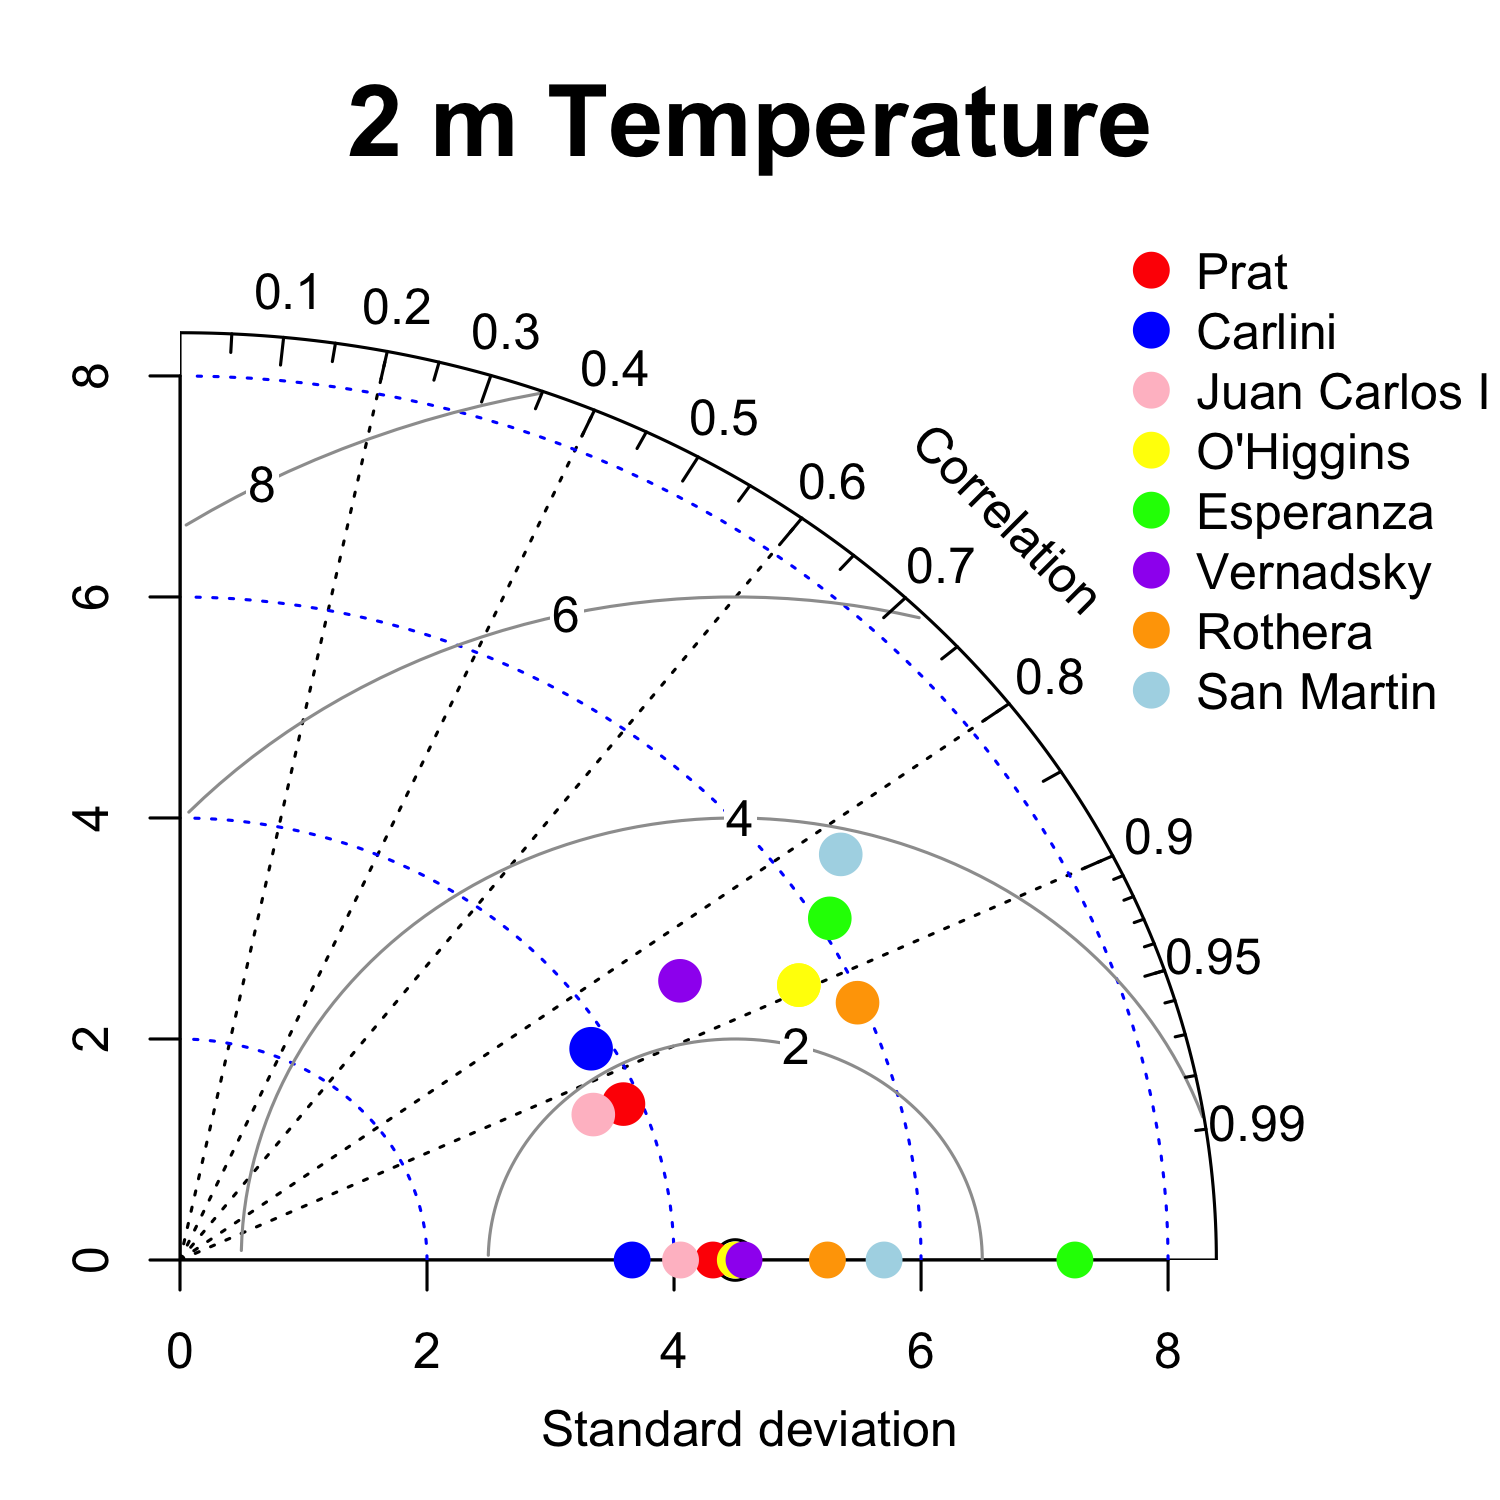 2 m Temperature
Prat
Carlini
Juan Carlos I
O'Higgins
Esperanza
Vernadsky
Rothera
San Martin
0.1
0.2
0.3
0.4
0.5
0.6
0.7
0.8
0.9
0.95
0.99
Correlation
8
6
4
2
8
6
4
2
0
0
2
4
6
8
Standard deviation